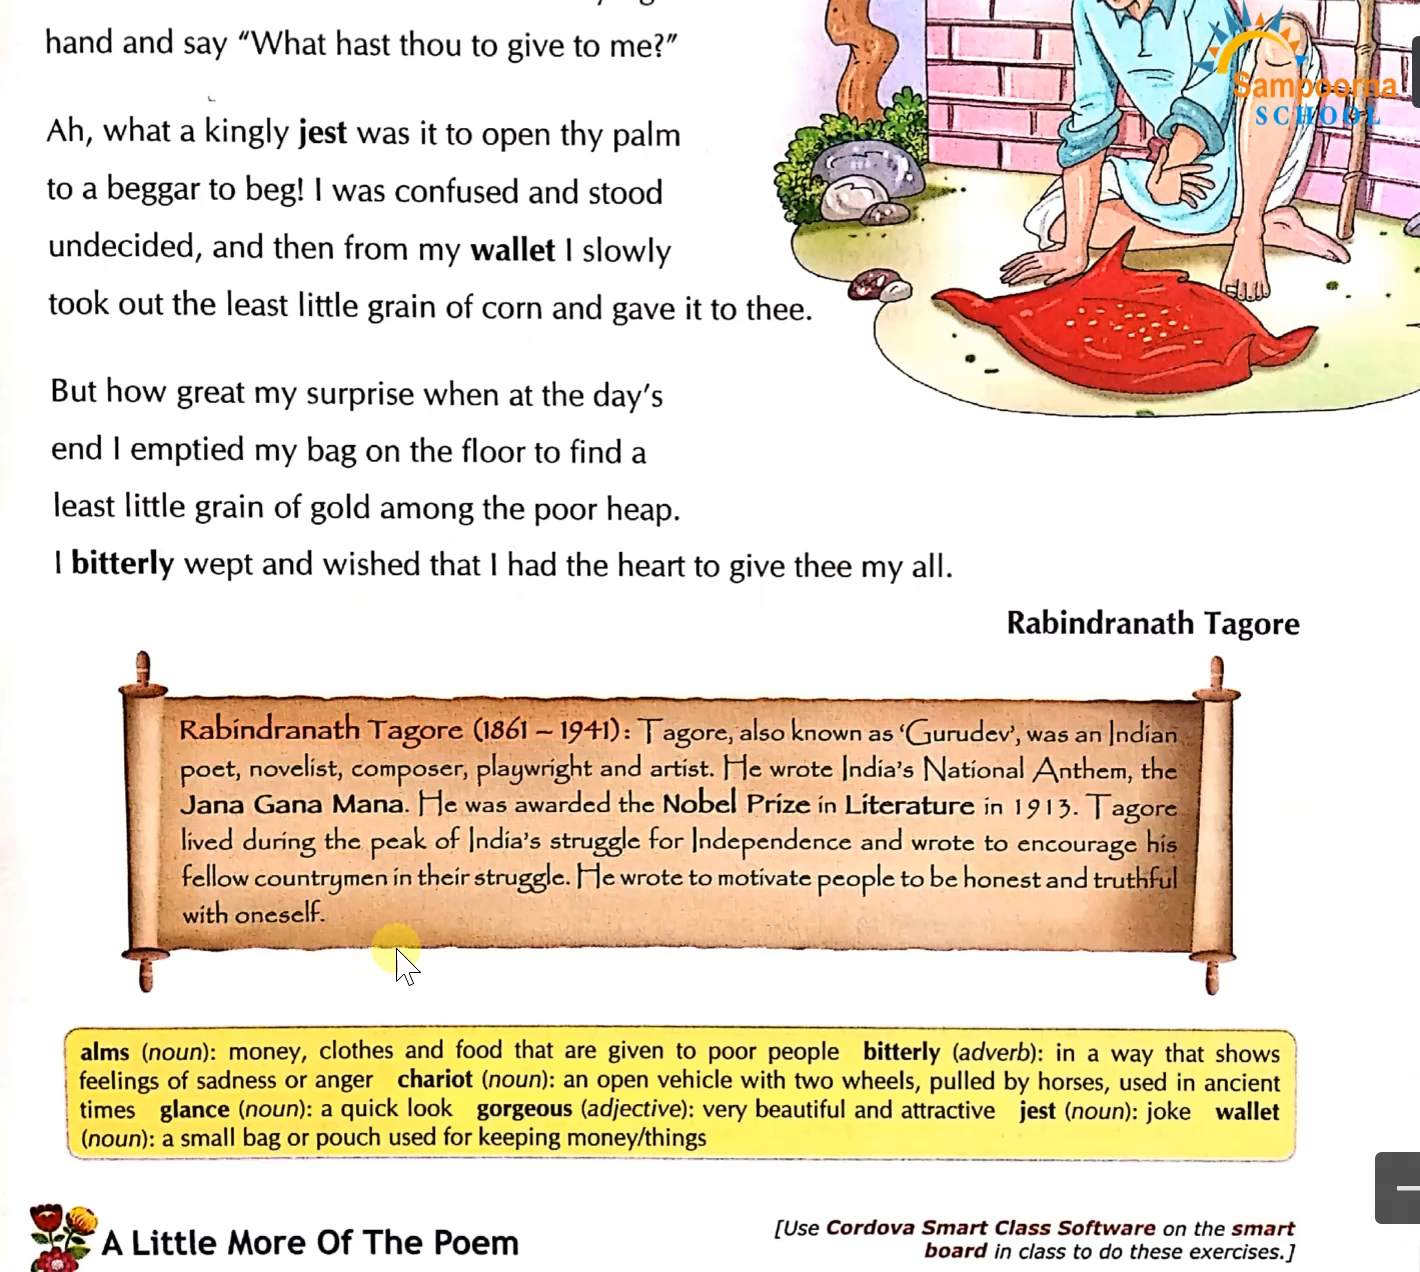 hand and say “What hast thou to give to me?”
Sampoorna
SCHOOL
Ah, what a kingly jest was it to open thy palm
to a beggar to beg! I was confused and stood
undecided, and then from my wallet I slowly
took out the least little grain of corn and gave it to thee.
But how great my surprise when at the day’s
end I emptied my bag on the floor to find a
least little grain of gold among the poor heap.
I bitterly wept and wished that I had the heart to give thee my all.
Rabindranath Tagore
Rabindranath Tagore (1861 – 1941): Tagore, also known as ‘Gurudev’, was an Indian
poet, novelist, composer, playwright and artist. He wrote India’s National Anthem, the
Jana Gana Mana. He was awarded the Nobel Prize in Literature in 1913. Tagore
lived during the peak of India’s struggle for Independence and wrote to encourage his
fellow countrymen in their struggle. He wrote to motivate people to be honest and truthful
with oneself.
alms (noun): money, clothes and food that are given to poor people bitterly (adverb): in a way that shows
feelings of sadness or anger chariot (noun): an open vehicle with two wheels, pulled by horses, used in ancient
times glance (noun): a quick look gorgeous (adjective): very beautiful and attractive jest (noun): joke wallet
(noun): a small bag or pouch used for keeping money/things
A Little More Of The Poem
[Use Cordova Smart Class Software on the smart
board in class to do these exercises.]